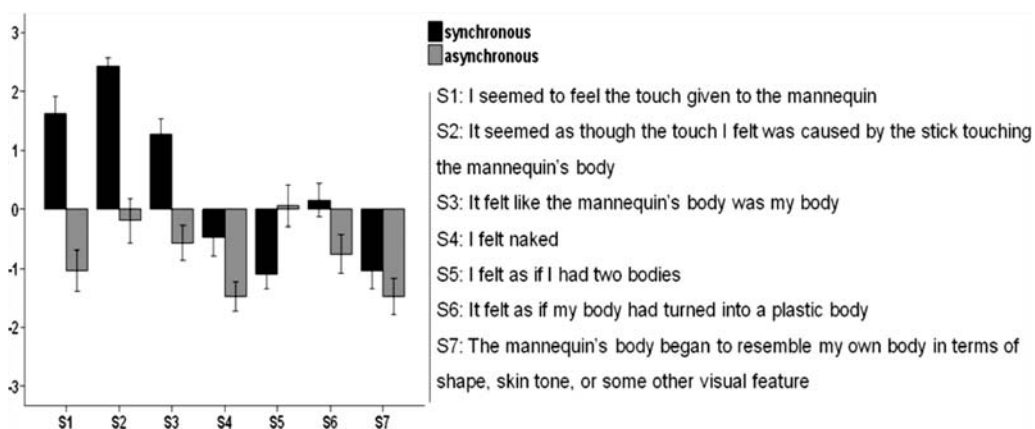 3
2
1
0
-1
-2
-3
S1 S2 S3 S4 S5 S6 S7
synchronous
asynchronous
S1: I seemed to feel the touch given to the mannequin
S2: It seemed as though the touch I felt was caused by the stick touching
the mannequin's body
S3: It felt like the mannequin's body was my body
S4: I felt naked
S5: I felt as if I had two bodies
S6: It felt as if my body had turned into a plastic body
S7: The mannequin's body began to resemble my own body in terms of
shape, skin tone, or some other visual feature